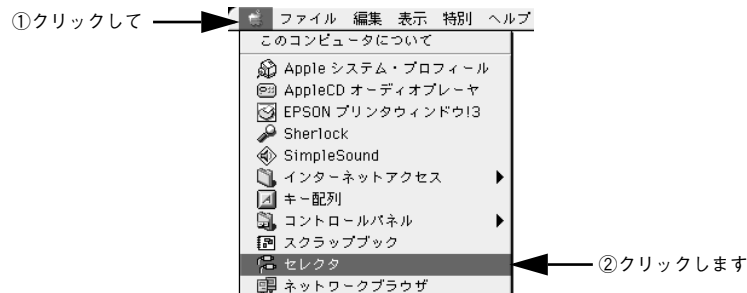 ①クリックして
ファイル 編集 表示 特別 ヘルプ
このコンピュータについて
Apple システム・プロフィール
AppleCD オーディオプレーヤ
EPSON プリンタウィンドウ!3
Sherlock
SimpleSound
インターネットアクセス
キー配列
コントロールパネル
スクラップブック
セレクタ
②クリックします
ネットワークブラウザ